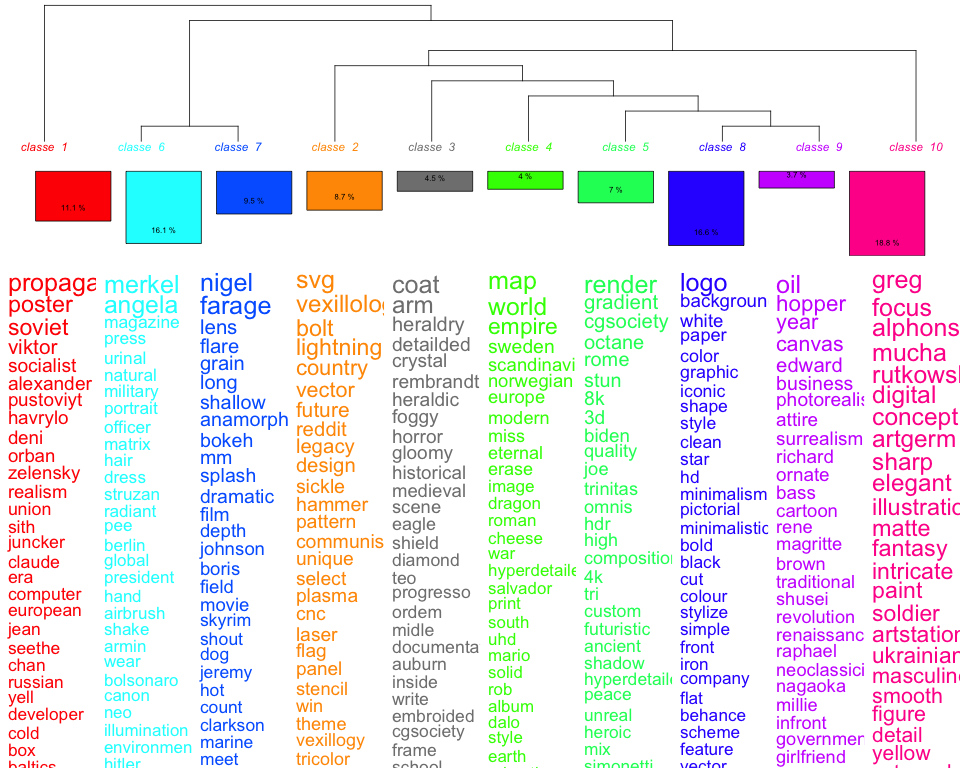 classe 1
classe 6
classe 7
classe 2
classe 3
classe 4
classe 5
classe 8
classe 9
classe 10
11.1 %
16.1 %
9.5 %
8.7 %
4.5 %
4 %
7 %
3.7 %
propaga
poster
soviet
viktor
socialist
alexander
pustoviyt
havrylo
deni
orban
zelensky
realism
union
sith
juncker
claude
era
computer
european
jean
seethe
chan
russian
yell
developer
cold
box
baltics
merkel
angela
magazine
press
urinal
natural
military
portrait
officer
matrix
hair
dress
struzan
radiant
pee
berlin
global
president
hand
airbrush
shake
armin
wear
bolsonaro
canon
neo
illumination
environmen
hitler
nigel
farage
lens
flare
grain
long
shallow
anamorph
bokeh
mm
splash
dramatic
film
depth
johnson
boris
field
movie
skyrim
shout
dog
jeremy
hot
count
clarkson
marine
meet
svg
vexillolog
bolt
lightning
country
vector
future
reddit
legacy
design
sickle
hammer
pattern
communis
unique
select
plasma
cnc
laser
flag
panel
stencil
win
theme
vexillogy
tricolor
coat
arm
heraldry
detailded
crystal
rembrandt
heraldic
foggy
horror
gloomy
historical
medieval
scene
eagle
shield
diamond
teo
progresso
ordem
midle
documenta
auburn
inside
write
embroided
cgsociety
frame
school
map
world
empire
sweden
scandinavi
norwegian
europe
modern
miss
eternal
erase
image
dragon
roman
cheese
war
hyperdetaile
salvador
print
south
uhd
mario
solid
rob
album
dalo
style
earth
render
gradient
cgsociety
octane
rome
stun
8k
3d
biden
quality
joe
trinitas
omnis
hdr
high
composition
4k
tri
custom
futuristic
ancient
shadow
hyperdetaile
peace
unreal
heroic
mix
simonetti
logo
backgroun
white
paper
color
graphic
iconic
shape
style
clean
star
hd
minimalism
pictorial
minimalistic
bold
black
cut
colour
stylize
simple
front
iron
company
flat
behance
scheme
feature
vector
oil
hopper
year
canvas
edward
business
photorealis
attire
surrealism
richard
ornate
bass
cartoon
rene
magritte
brown
traditional
shusei
revolution
renaissanc
raphael
neoclassici
nagaoka
millie
infront
governmen
girlfriend
greg
focus
alphons
mucha
rutkowsk
digital
concept
artgerm
sharp
elegant
illustratio
matte
fantasy
intricate
paint
soldier
artstation
ukrainian
masculine
smooth
figure
detail
yellow